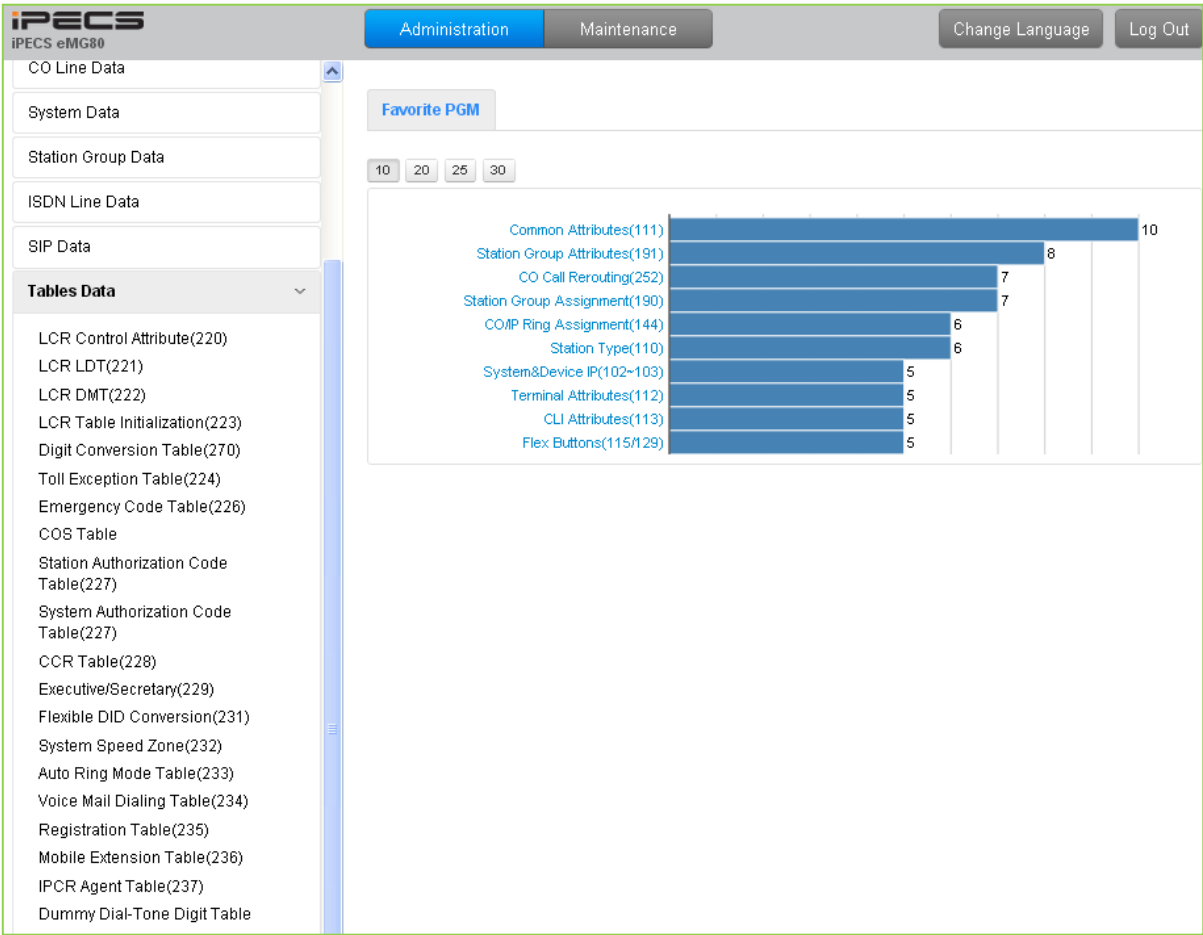 iPECS
iPECS eMG80
Administration
Maintenance
Change Language
Log Out
CO Line Data
System Data
Station Group Data
ISDN Line Data
SIP Data
Tables Data
LCR Control Attribute(220)
LCR LDT(221)
LCR DMT(222)
LCR Table Initialization(223)
Digit Conversion Table(270)
Toll Exception Table(224)
Emergency Code Table(226)
COS Table
Station Authorization Code
Table(227)
System Authorization Code
Table(227)
CCR Table(228)
Executive/Secretary(229)
Flexible DID Conversion(231)
System Speed Zone(232)
Auto Ring Mode Table(233)
Voice Mail Dialing Table(234)
Registration Table(235)
Mobile Extension Table(236)
IPCR Agent Table(237)
Dummy Dial-Tone Digit Table
Favorite PGM
10 20 25 30
Common Attributes(111) 10
Station Group Attributes(191) 8
CO Call Rerouting(252) 7
Station Group Assignment(190) 7
CO/IP Ring Assignment(144) 6
Station Type(110) 6
System&Device IP(102~103) 5
Terminal Attributes(112) 5
CLI Attributes(113) 5
Flex Buttons(115/129) 5